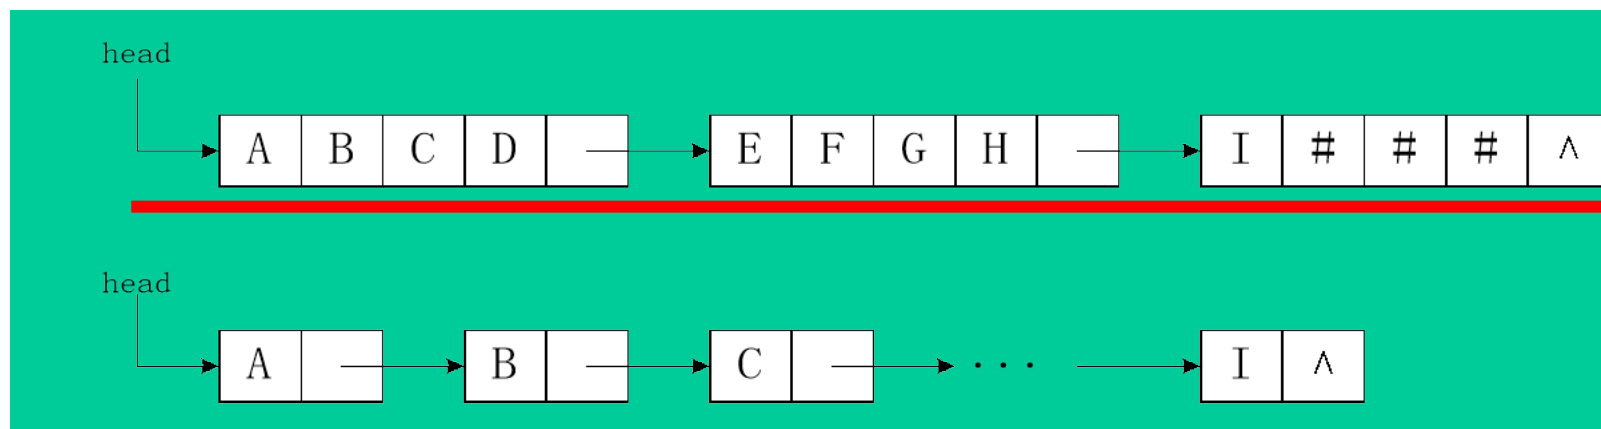 head
A B C D E F G H I # # # ^
head
A B C ... I ^